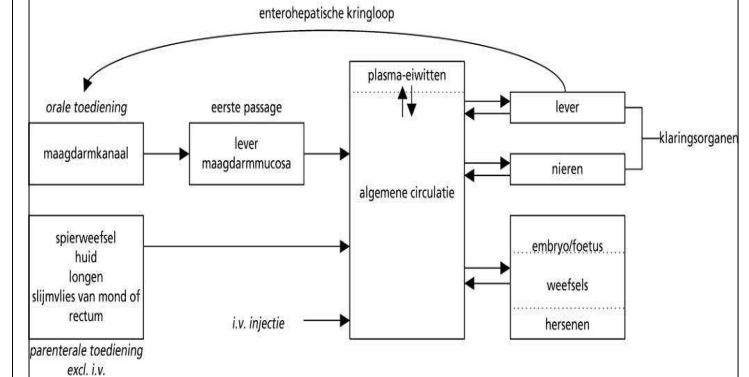 enterohepatische kringloop
plasma-eiwitten
orale toediening
eerste passage
lever
klaringsorganen
maagdarmkanaal
lever
maagdarmmucosa
nieren
algemene circulatie
spierweefsel
huid
longen
slijmvlies van mond of
rectum
embryo/foetus
weefsels
hersenen
i.v. injectie
parenterale toediening
excl. i.v.